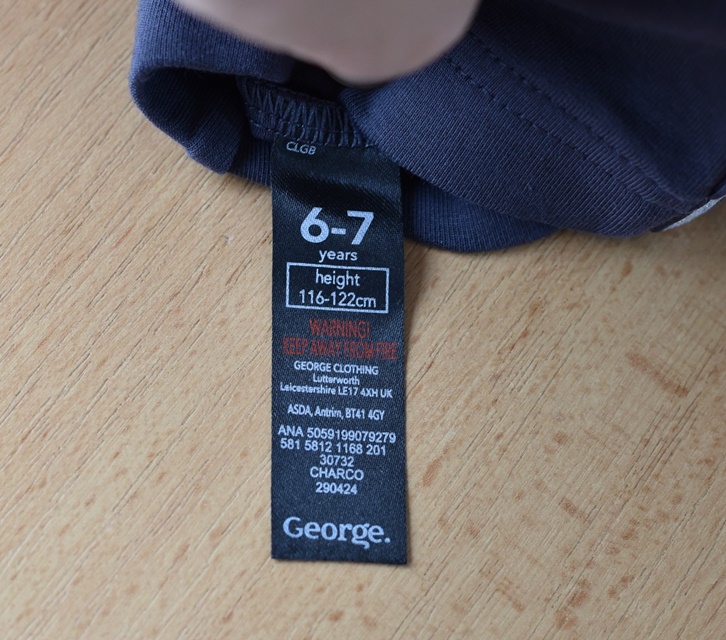 CLGB
6-7
years
height
116-122cm
WARNING!
KEEP AWAY FROM FIRE
GEORGE CLOTHING
Lutterworth
Leicestershire LE17 4XH UK
ASDA, Antrim, BT41 4GY
ANA 5059199079279
581 5812 1168 201
30732
CHARCO
290424
George.